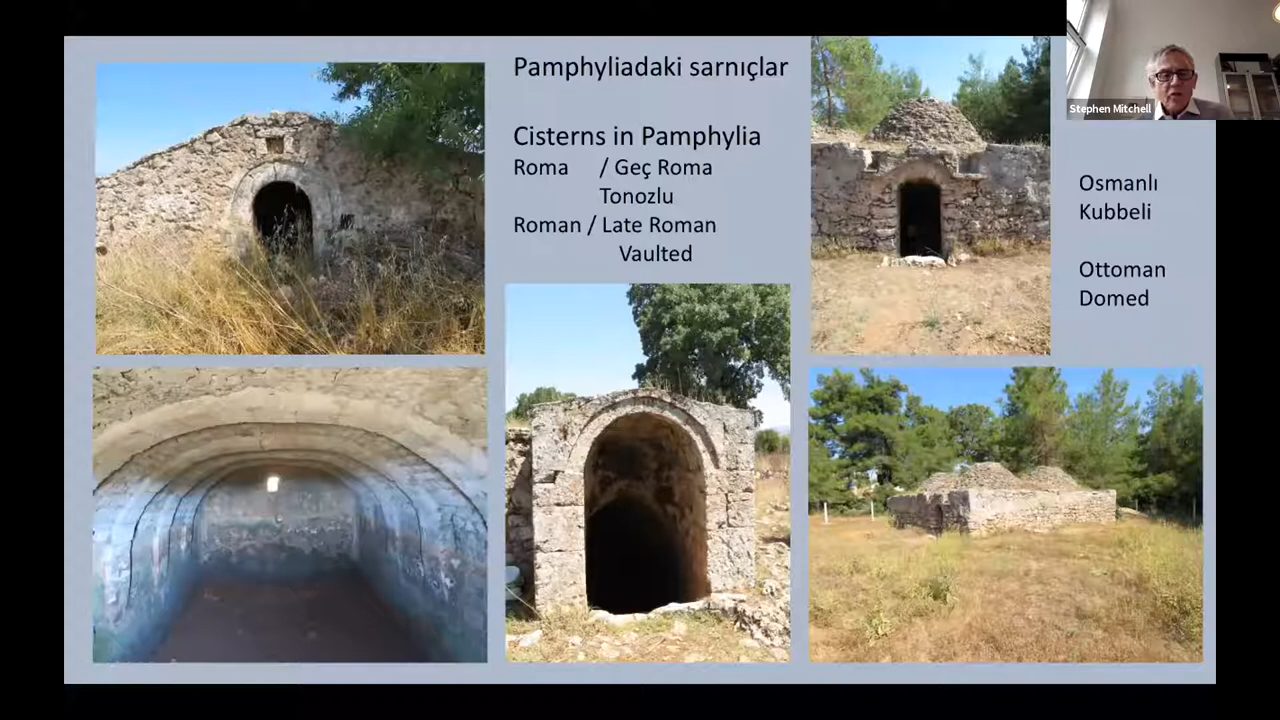 Pamphyliadaki sarnıçlar
Cisterns in Pamphylia
Roma / Geç Roma
Tonozlu
Roman / Late Roman
Vaulted
Osmanlı
Kubbeli
Ottoman
Domed
Stephen Mitchell